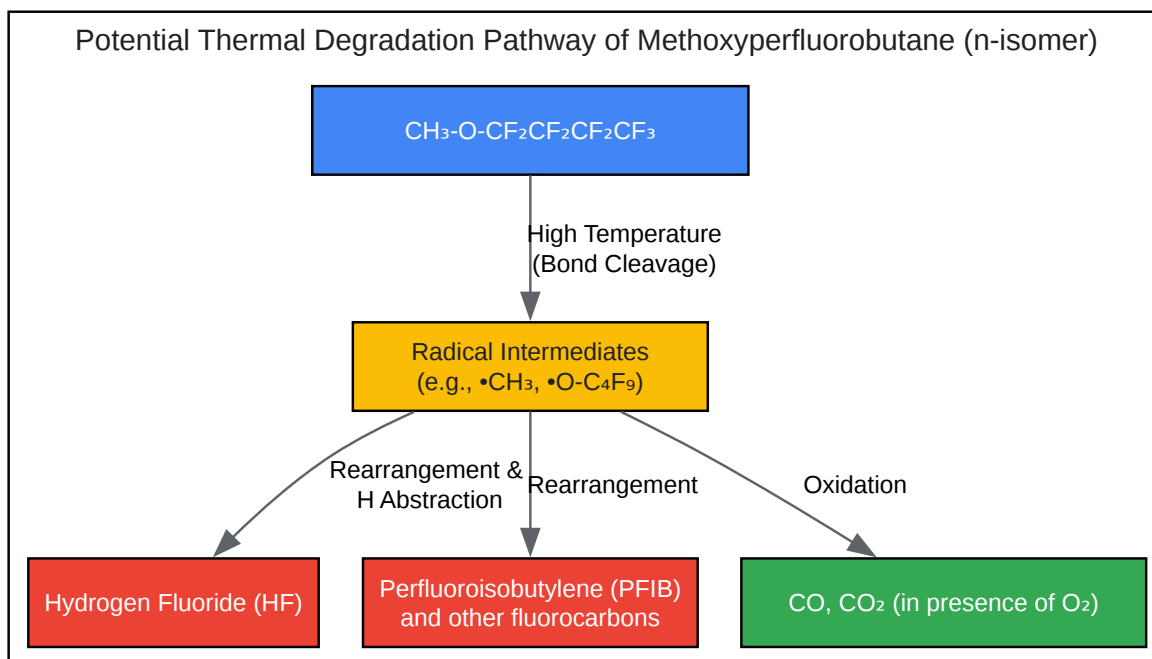 Potential Thermal Degradation Pathway of Methoxyperfluorobutane (n-isomer)
CH₃-O-CF₂CF₂CF₂CF₃
High Temperature
(Bond Cleavage)
Radical Intermediates
(e.g., •CH₃, •O-C₄F₉)
Rearrangement &
H Abstraction
Rearrangement
Oxidation
Hydrogen Fluoride (HF)
Perfluoroisobutylene (PFIB)
and other fluorocarbons
CO, CO₂ (in presence of O₂)